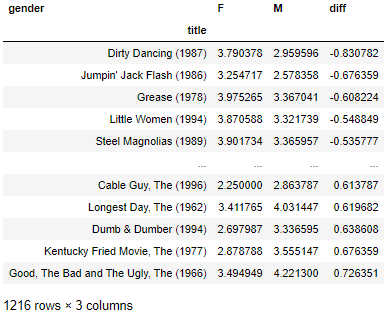 gender F M diff
title
Dirty Dancing (1987) 3.790378 2.959596 -0.830782
Jumpin' Jack Flash (1986) 3.254717 2.578358 -0.676359
Grease (1978) 3.975265 3.367041 -0.608224
Little Women (1994) 3.870588 3.321739 -0.548849
Steel Magnolias (1989) 3.901734 3.365957 -0.535777
... ... ... ...
Cable Guy, The (1996) 2.250000 2.863787 0.613787
Longest Day, The (1962) 3.411765 4.031447 0.619682
Dumb & Dumber (1994) 2.697987 3.336595 0.638608
Kentucky Fried Movie, The (1977) 2.878788 3.555147 0.676359
Good, The Bad and The Ugly, The (1966) 3.494949 4.221300 0.726351
1216 rows × 3 columns